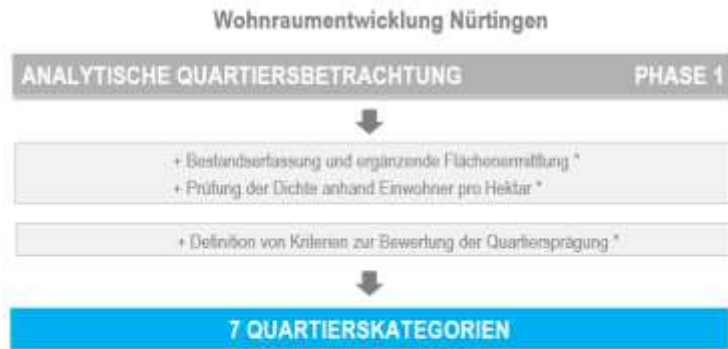 Wohnraumentwicklung Nürtingen
ANALYTISCHE QUARTIERSBETRACHTUNG PHASE 1
+ Bestandserfassung und ergänzende Flächenermittlung *
+ Prüfung der Dichte anhand Einwohner pro Hektar *
+ Definition von Kriterien zur Bewertung der Quartiersprägung *
7 QUARTIERSKATEGORIEN